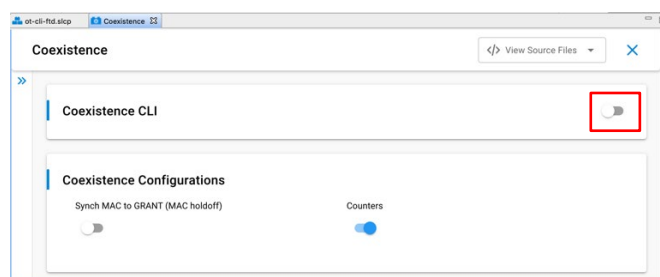 ot-cli-ftd.slcp Coexistence
Coexistence </> View Source Files
Coexistence CLI
Coexistence Configurations
Synch MAC to GRANT (MAC holdoff) Counters